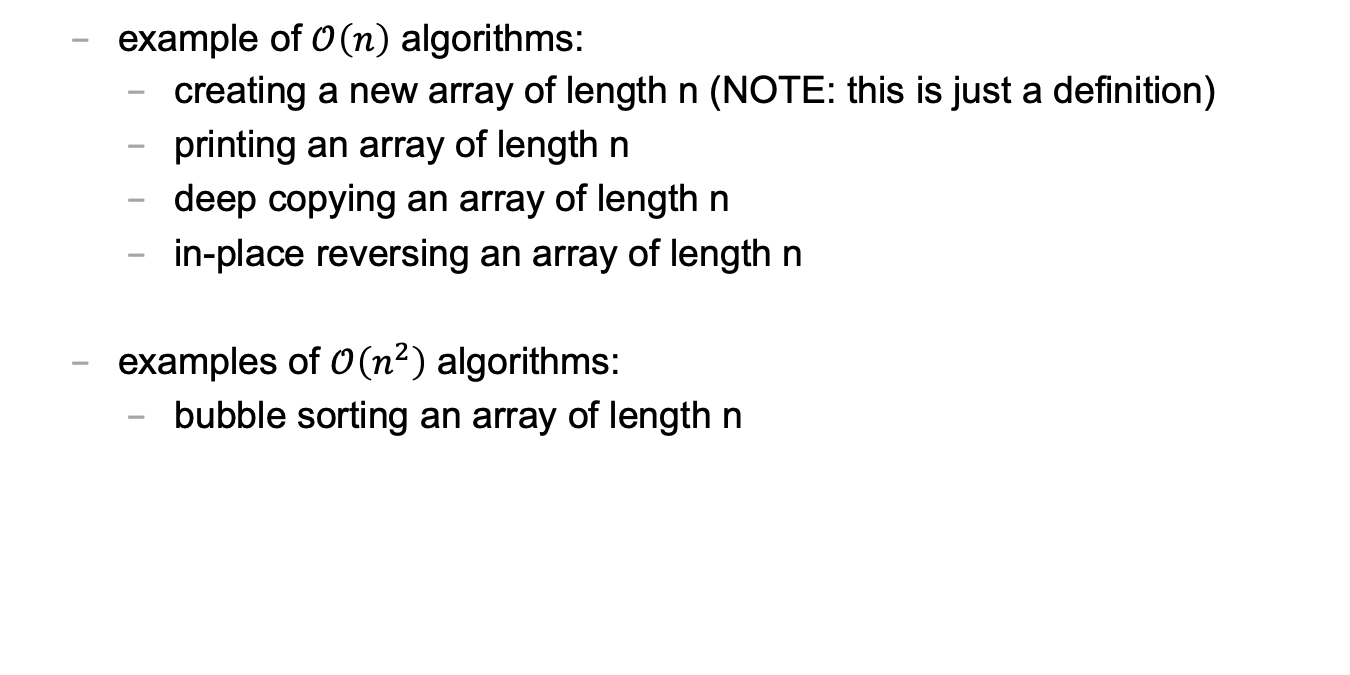 – example of 𝒪(𝑛) algorithms:
– creating a new array of length n (NOTE: this is just a definition)
– printing an array of length n
– deep copying an array of length n
– in-place reversing an array of length n
– examples of 𝒪(𝑛²) algorithms:
– bubble sorting an array of length n